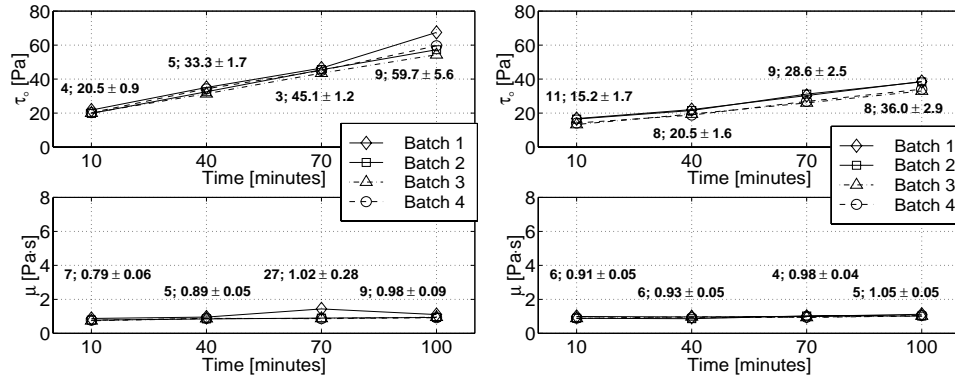 80
60
40
20
0
τₒ [Pa]
4; 20.5 ± 0.9
5; 33.3 ± 1.7
3; 45.1 ± 1.2
9; 59.7 ± 5.6
10 40 70 100
Time [minutes]
Batch 1
Batch 2
Batch 3
Batch 4
80
60
40
20
0
τₒ [Pa]
11; 15.2 ± 1.7
8; 20.5 ± 1.6
9; 28.6 ± 2.5
8; 36.0 ± 2.9
10 40 70 100
Time [minutes]
Batch 1
Batch 2
Batch 3
Batch 4
8
6
4
2
0
μ [Pa·s]
7; 0.79 ± 0.06
5; 0.89 ± 0.05
27; 1.02 ± 0.28
9; 0.98 ± 0.09
10 40 70 100
Time [minutes]
8
6
4
2
0
μ [Pa·s]
6; 0.91 ± 0.05
6; 0.93 ± 0.05
4; 0.98 ± 0.04
5; 1.05 ± 0.05
10 40 70 100
Time [minutes]